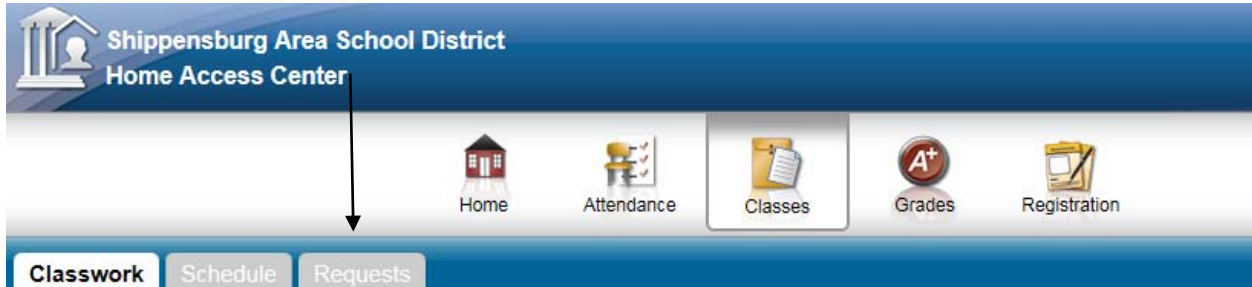 Shippensburg Area School District
Home Access Center
Home Attendance Classes A+ Grades Registration
Classwork Schedule Requests